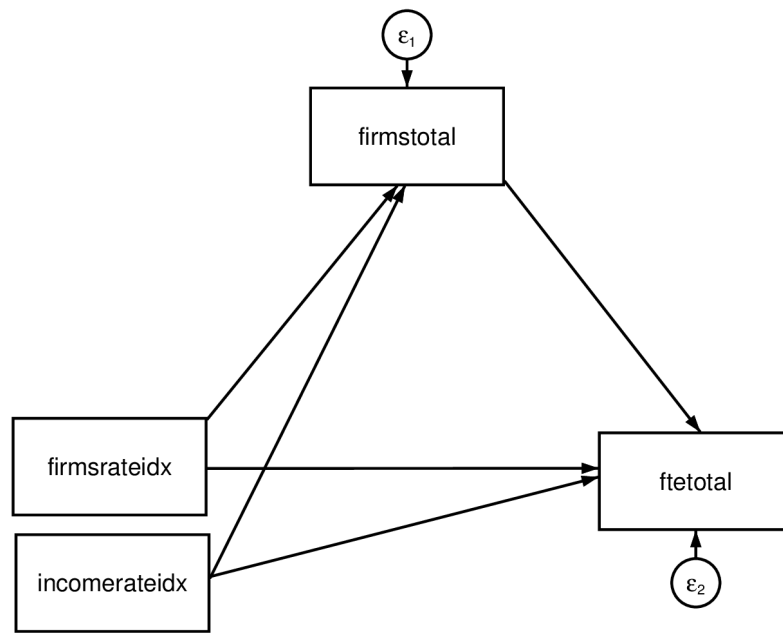 ε1
firmstotal
firmsrateidx
ftetotal
incomerateidx
ε2